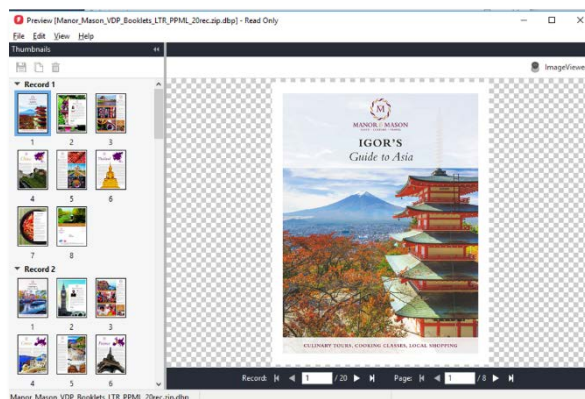 Preview [Manor_Mason_VDP_Booklets_LTR_PPML_20rec.zip.dbp] - Read Only
File Edit View Help
Thumbnails
ImageViewe
Record 1
1 2 3
4 5 6
7 8
Record 2
1 2 3
4 5 6
M
MANOR & MASON
IGOR'S
Guide to Asia
CULINARY TOURS, COOKING CLASSES, LOCAL SHOPPING
Record: 1 / 20 Page: 1 / 8
Manor_Mason_VDP_Booklets_LTR_PPML_20rec.zip.dbp